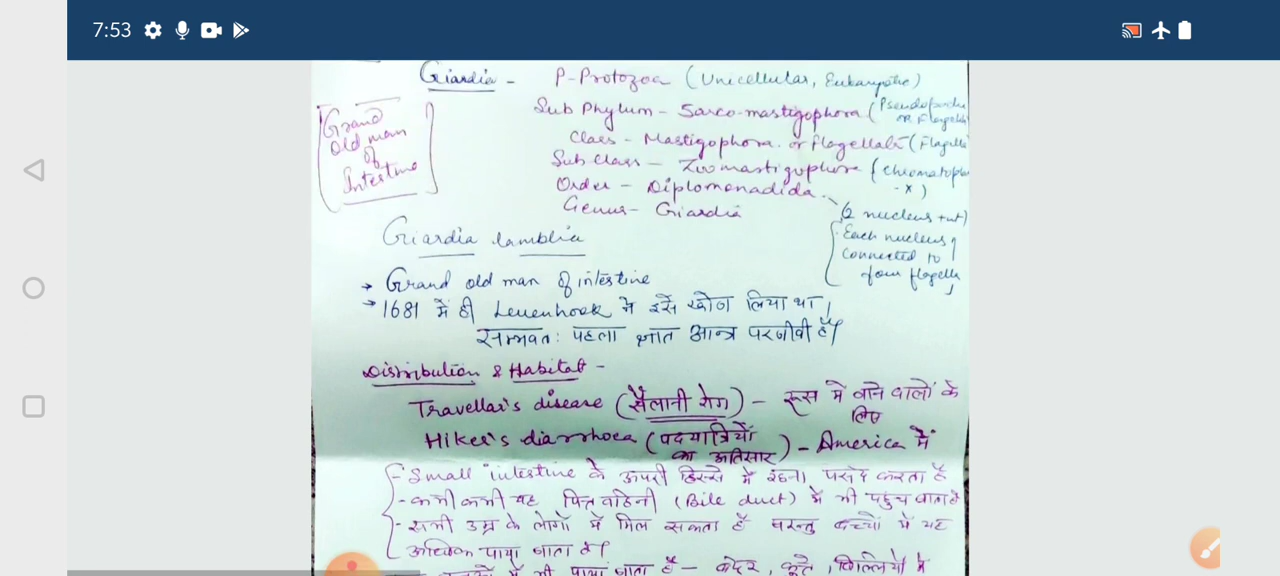 7:53
Giardia - P-Protozoa (Unicellular, Eukaryotic)
Grand
old man
of
Intestine
Sub Phylum - Sarco-mastigophora (Pseudopodia
or Flagella
Class - Mastigophora. or Flagellata (Flagella
Sub class - Zoomastigophora (chromatopho
- x)
Order - Diplomonadida
Genus - Giardia
(2 nucleus
Each nucleus
connected to
four flagella
Giardia lamblia
→ Grand old man of intestine
→ 1681 में ही Leuenhoek ने इसे खोज लिया था,
सम्भवत: पहला ज्ञात आन्त्र परजीवी है।
Distribution & Habitat -
Travellar's disease (सैलानी रोग) - रूस में जाने वालों के
लिए
Hiker's diarrhoea (पदयात्रियों
का अतिसार) - America में
- Small intestine के ऊपरी हिस्से में रहना पसंद करता है
- कभी कभी यह पित्त वाहिनी (Bile duct) में भी पहुंच जाता है
- सभी उम्र के लोगों में मिल सकता है परन्तु बच्चों में यह
अधिक पाया जाता है।
में भी पाया जाता है - बंदर, कुत्ते, बिल्लियों में